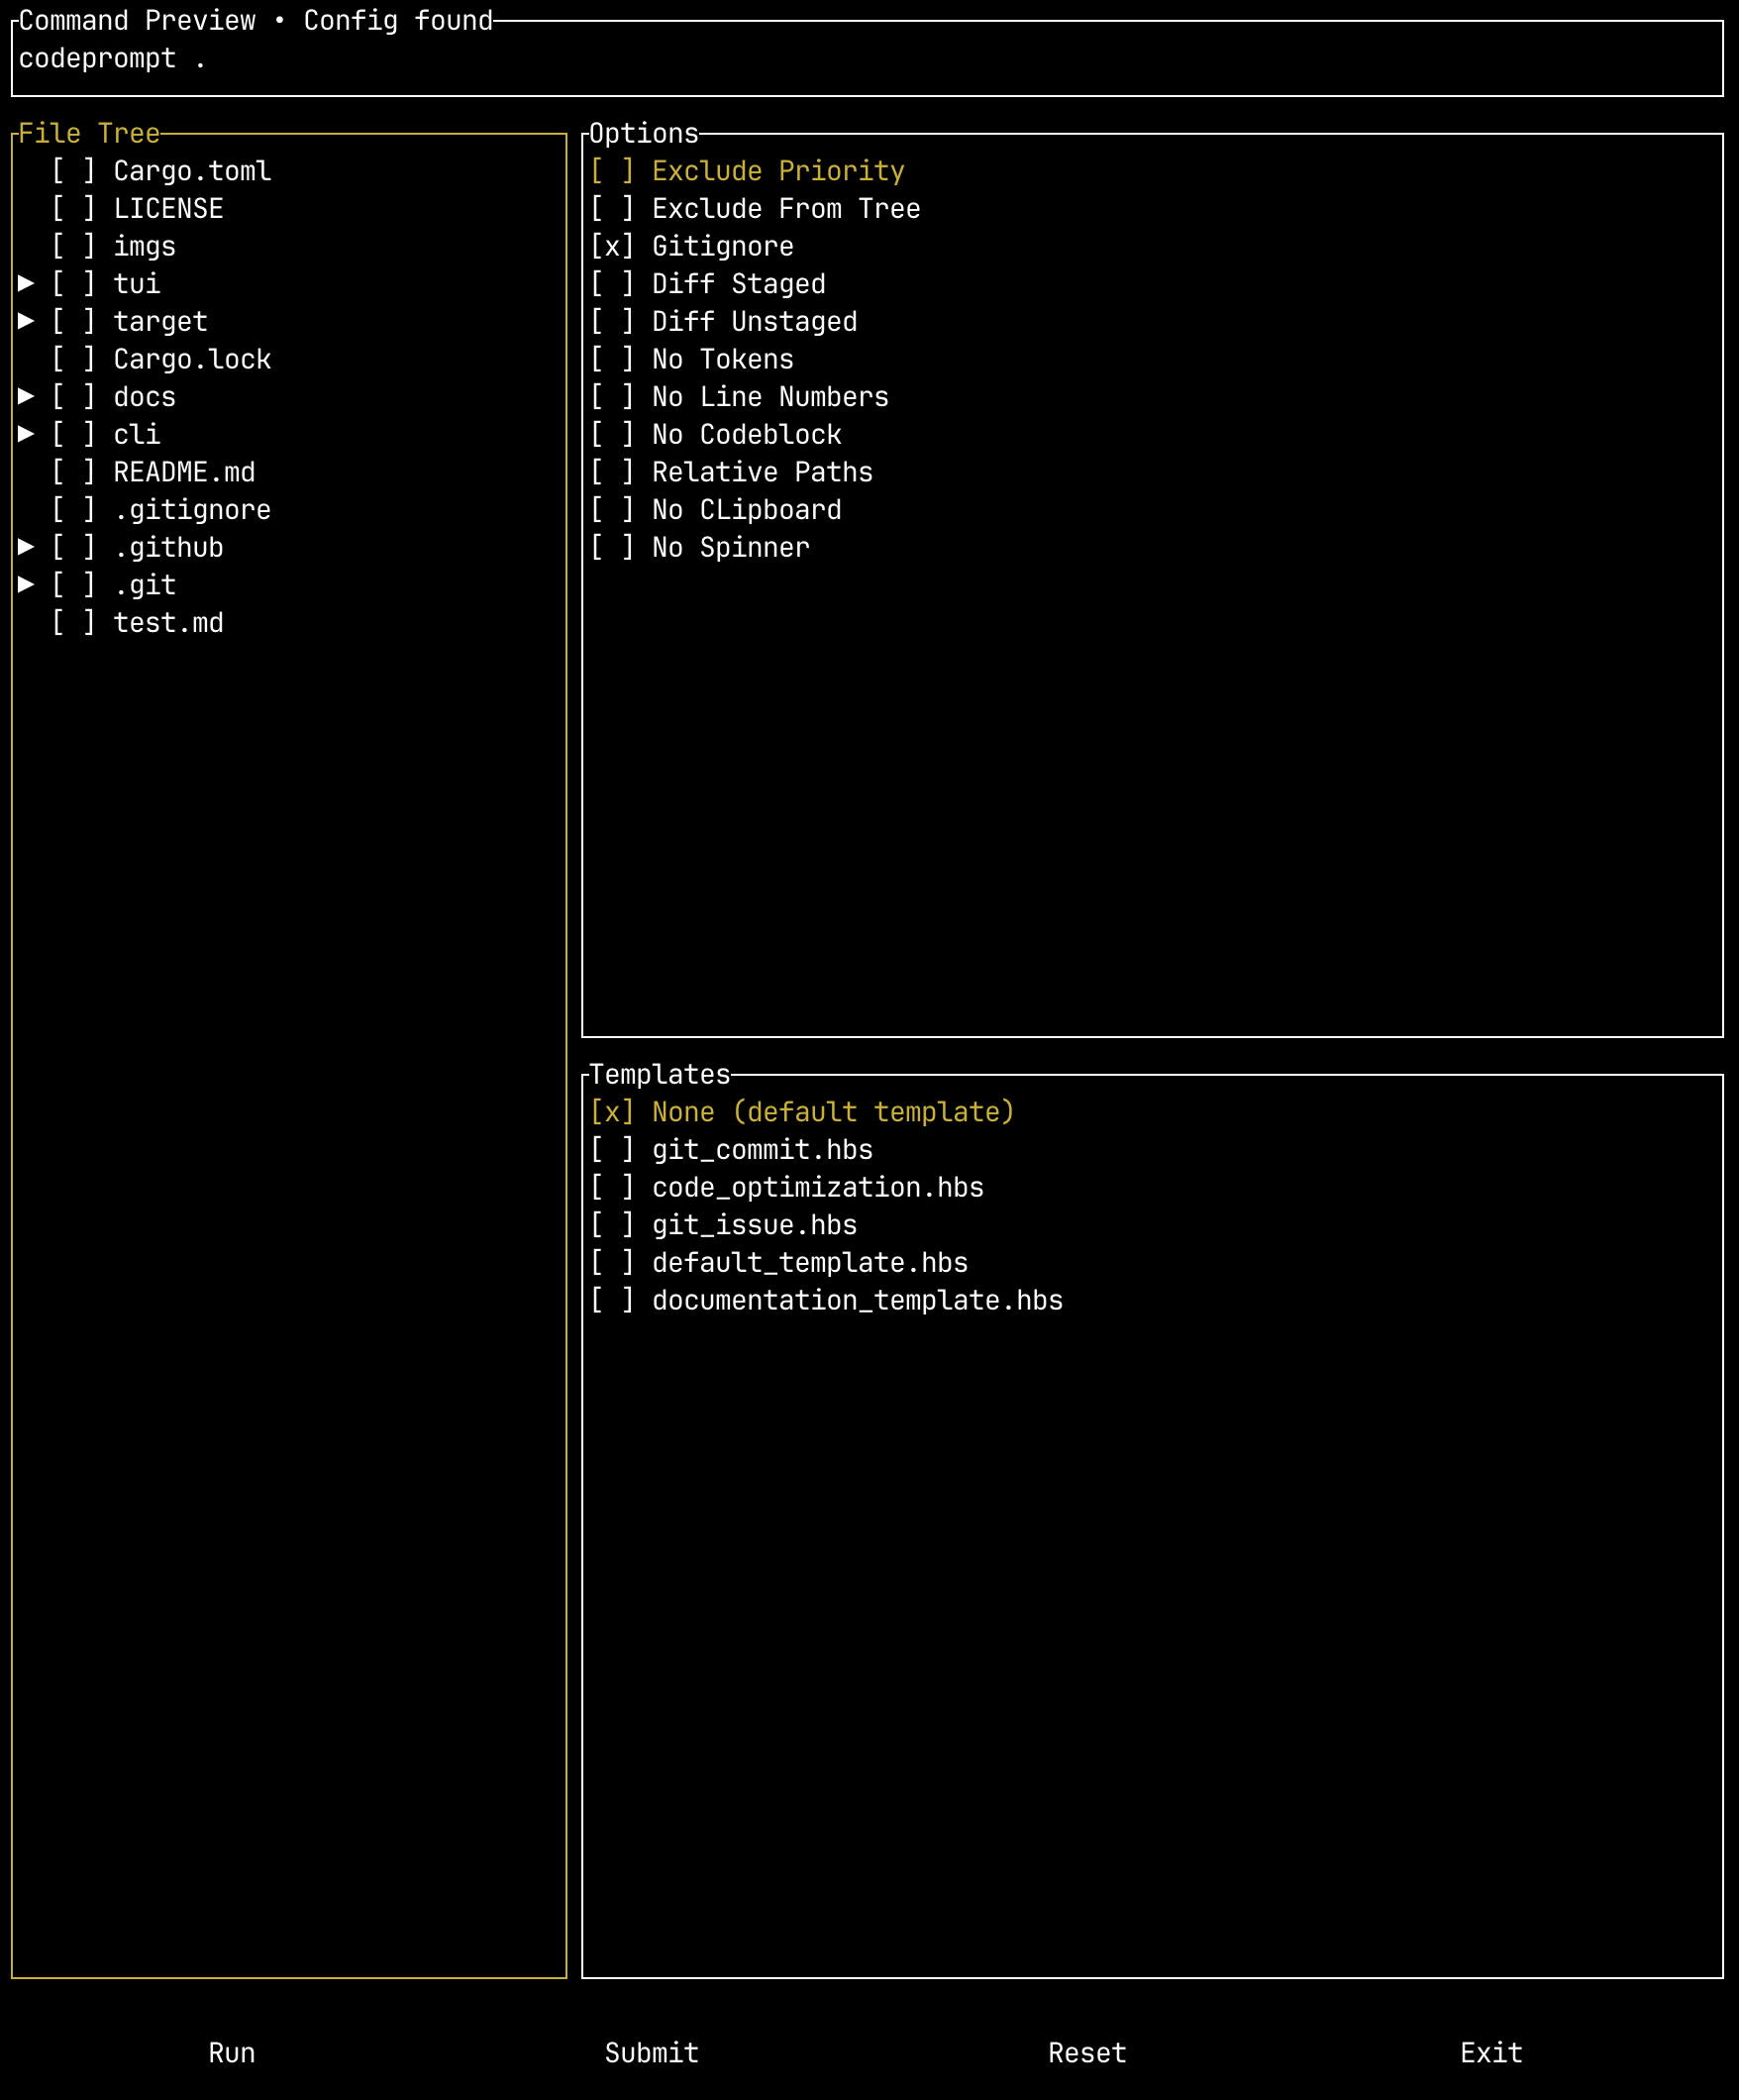 Command Preview • Config found
codeprompt .
File Tree
[ ] Cargo.toml
[ ] LICENSE
[ ] imgs
▶ [ ] tui
▶ [ ] target
[ ] Cargo.lock
▶ [ ] docs
▶ [ ] cli
[ ] README.md
[ ] .gitignore
▶ [ ] .github
▶ [ ] .git
[ ] test.md
Options
[ ] Exclude Priority
[ ] Exclude From Tree
[x] Gitignore
[ ] Diff Staged
[ ] Diff Unstaged
[ ] No Tokens
[ ] No Line Numbers
[ ] No Codeblock
[ ] Relative Paths
[ ] No CLipboard
[ ] No Spinner
Templates
[x] None (default template)
[ ] git_commit.hbs
[ ] code_optimization.hbs
[ ] git_issue.hbs
[ ] default_template.hbs
[ ] documentation_template.hbs
Run Submit Reset Exit